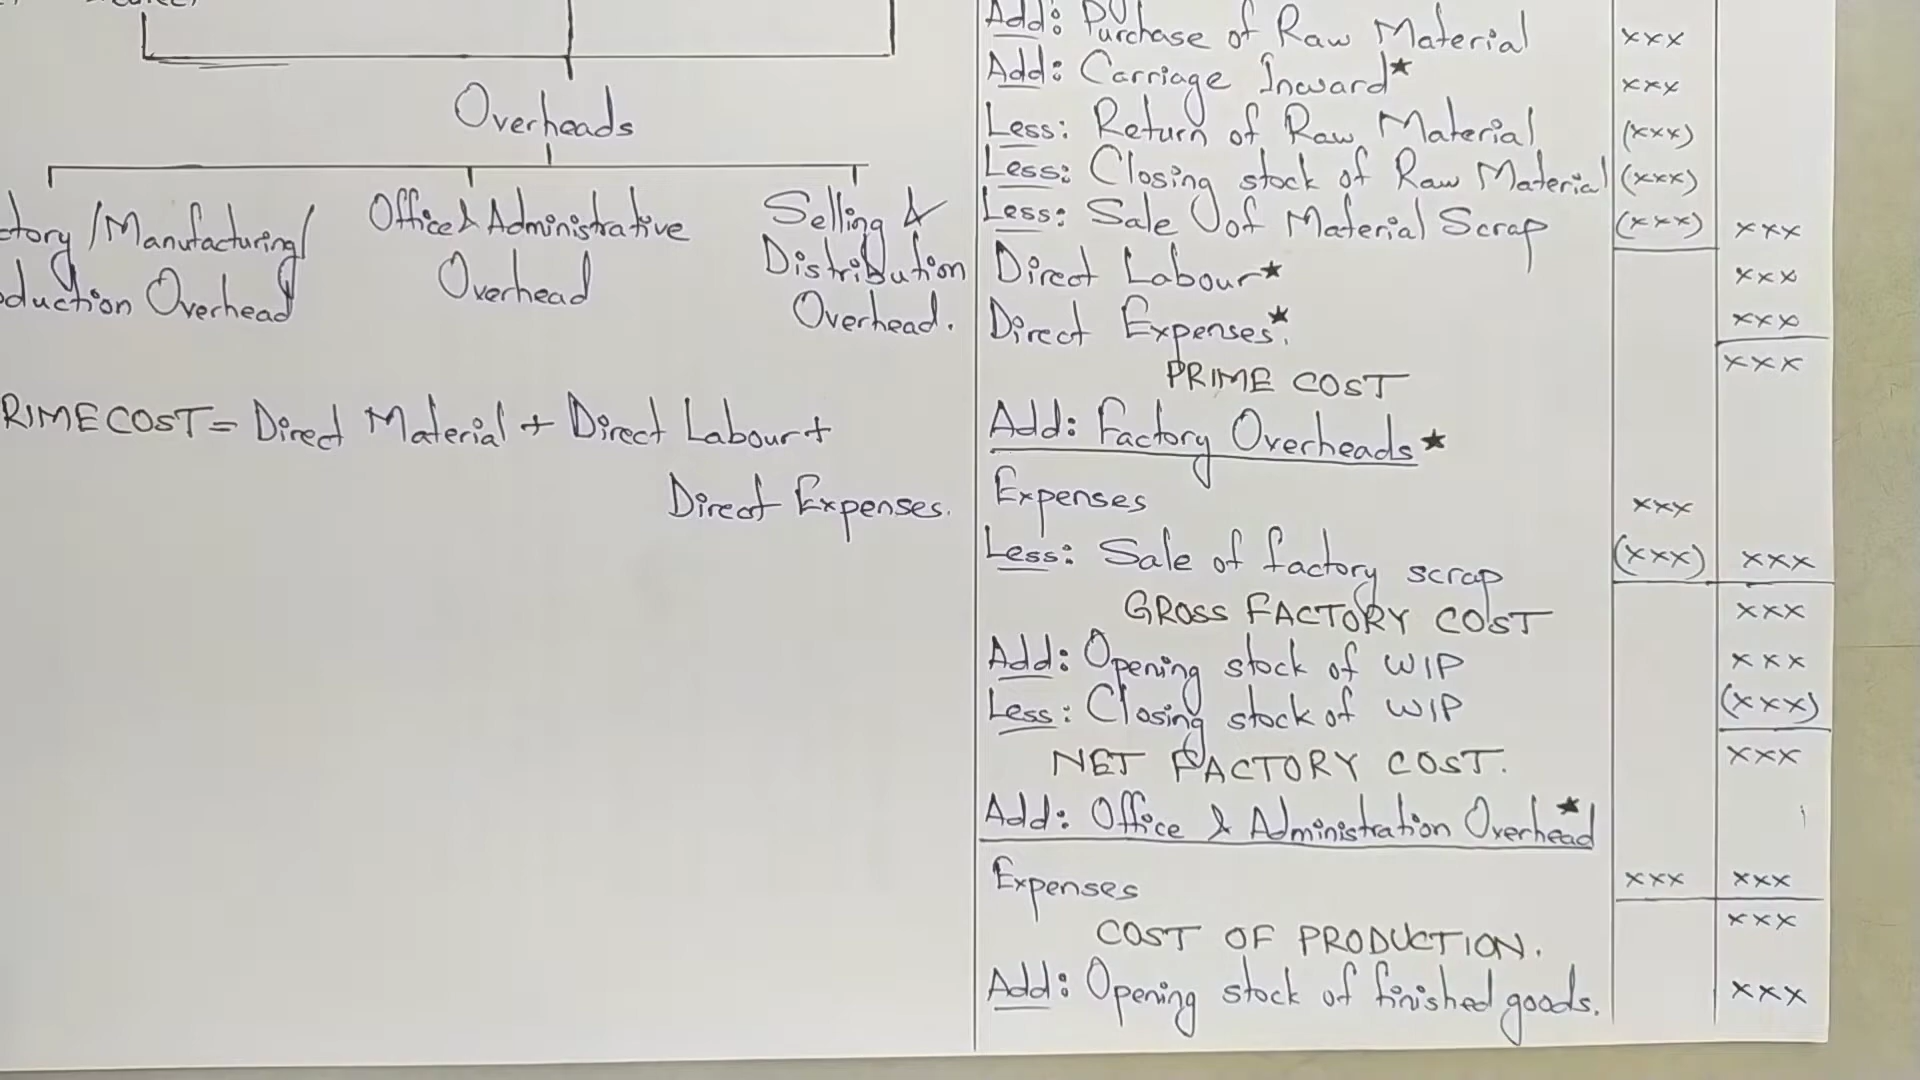 Overheads
/Manufacturing/
Overhead
Office & Administrative
Overhead
Selling &
Distribution
Overhead.
RIME COST = Direct Material + Direct Labour +
Direct Expenses.
Add: Purchase of Raw Material xxx
Add: Carriage Inward★ xxx
Less: Return of Raw Material (xxx)
Less: Closing stock of Raw Material (xxx)
Less: Sale of Material Scrap (xxx) xxx
Direct Labour★ xxx
Direct Expenses.★ xxx
PRIME COST xxx
Add: Factory Overheads★
Expenses xxx
Less: Sale of factory scrap (xxx) xxx
GROSS FACTORY COST xxx
Add: Opening stock of WIP xxx
Less: Closing stock of WIP (xxx)
NET FACTORY COST. xxx
Add: Office & Administration Overhead★
Expenses xxx xxx
COST OF PRODUCTION. xxx
Add: Opening stock of finished goods. xxx